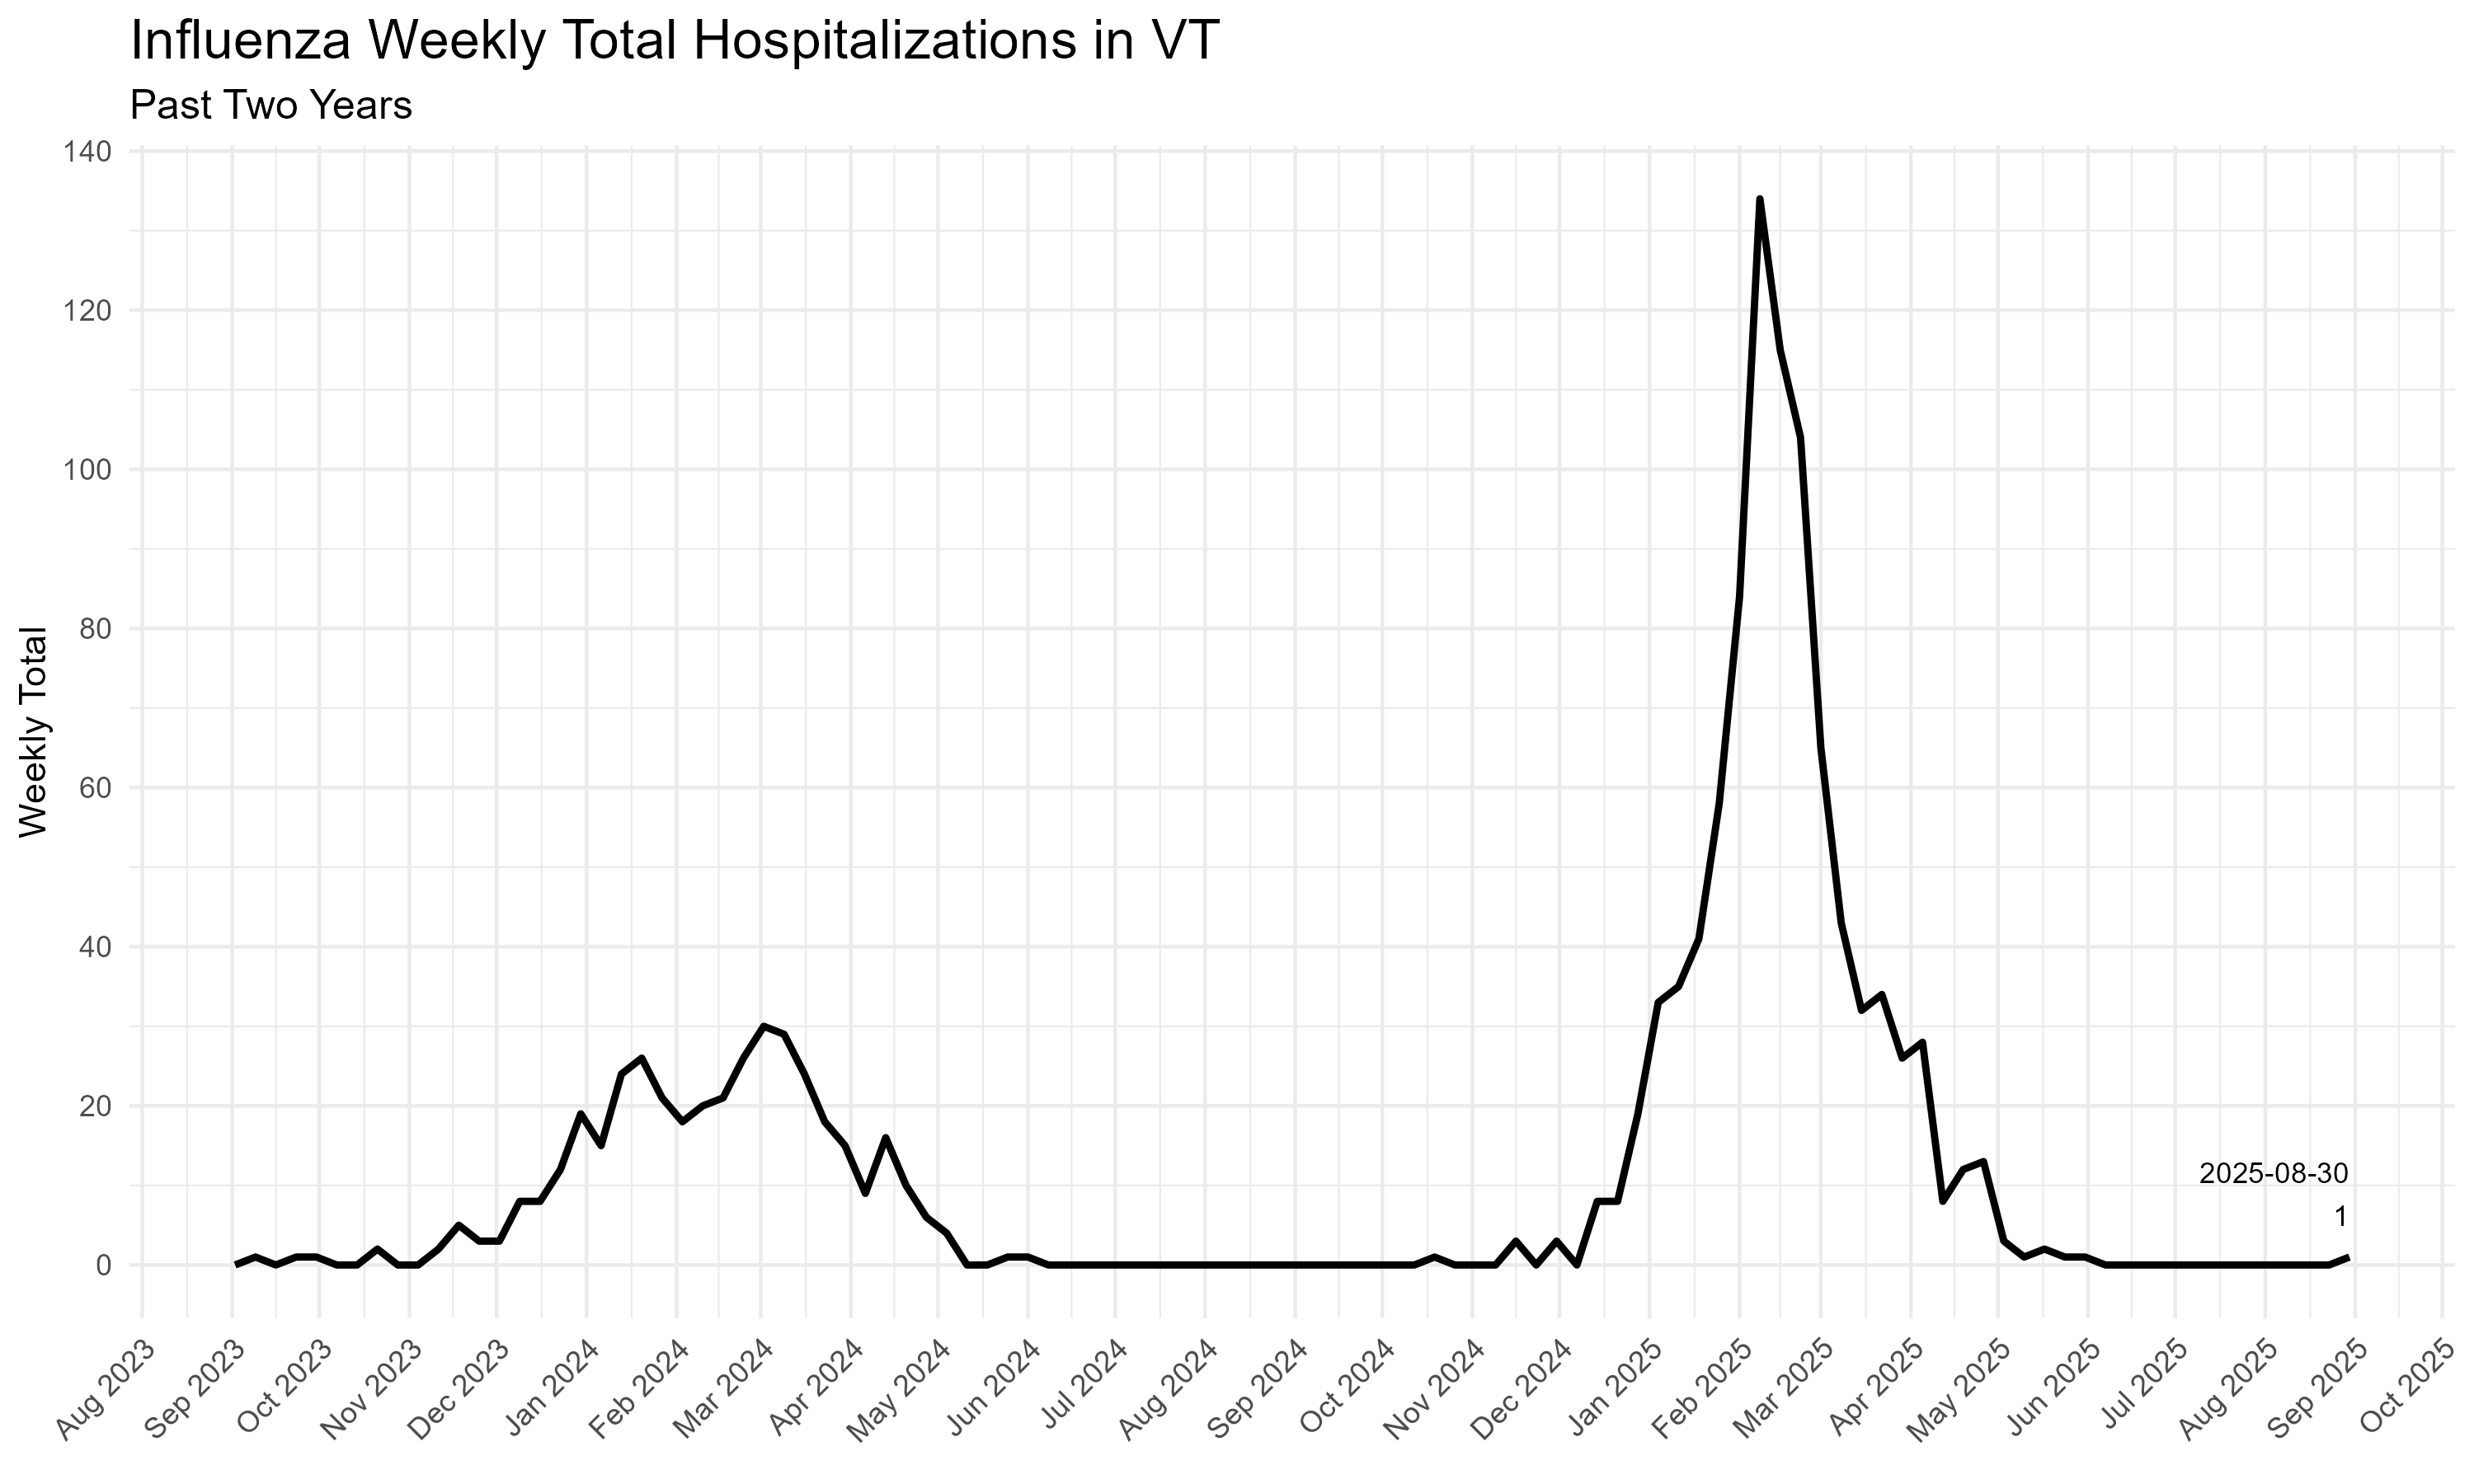 Influenza Weekly Total Hospitalizations in VT
Past Two Years
Weekly Total
140
120
100
80
60
40
20
0
2025-08-30
1
Aug 2023
Sep 2023
Oct 2023
Nov 2023
Dec 2023
Jan 2024
Feb 2024
Mar 2024
Apr 2024
May 2024
Jun 2024
Jul 2024
Aug 2024
Sep 2024
Oct 2024
Nov 2024
Dec 2024
Jan 2025
Feb 2025
Mar 2025
Apr 2025
May 2025
Jun 2025
Jul 2025
Aug 2025
Sep 2025
Oct 2025